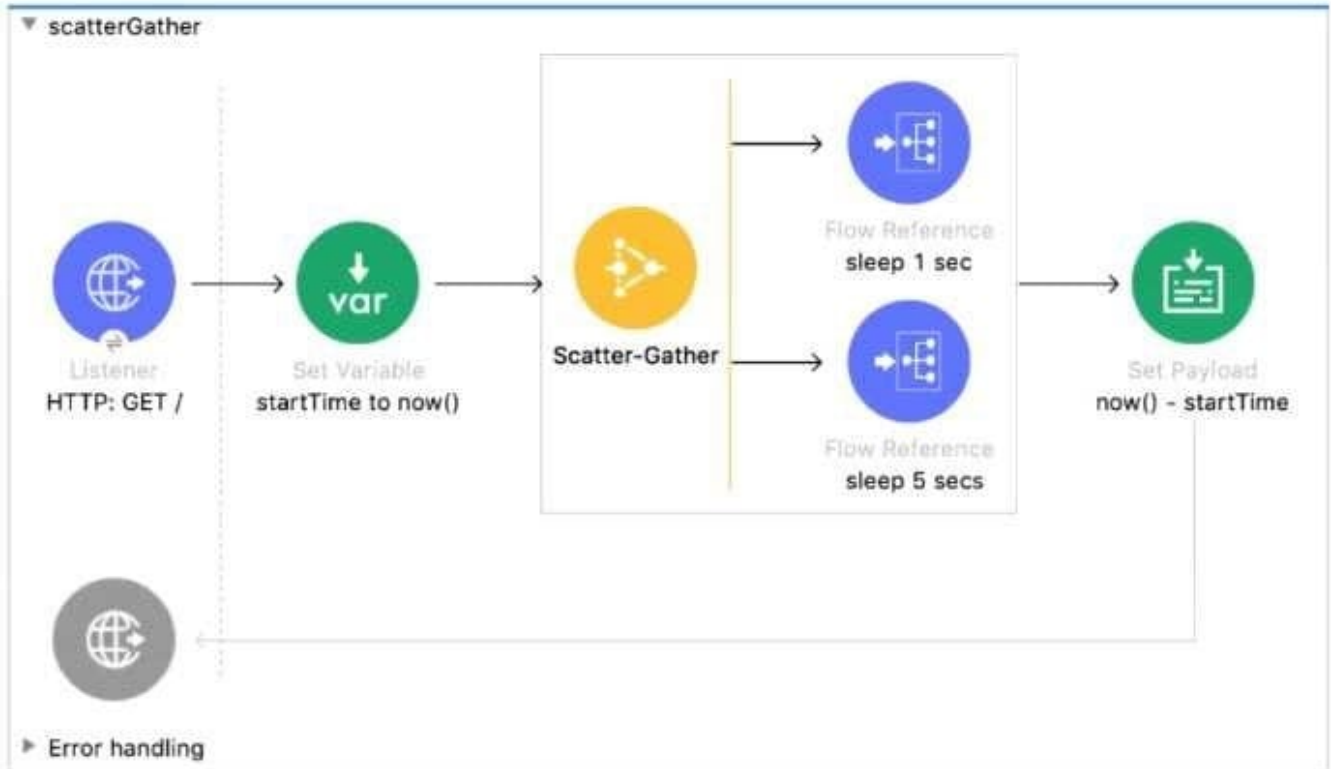 scatterGather
Flow Reference
sleep 1 sec
var
Scatter-Gather
Listener
HTTP: GET /
Set Variable
startTime to now()
Set Payload
now() - startTime
Flow Reference
sleep 5 secs
Error handling